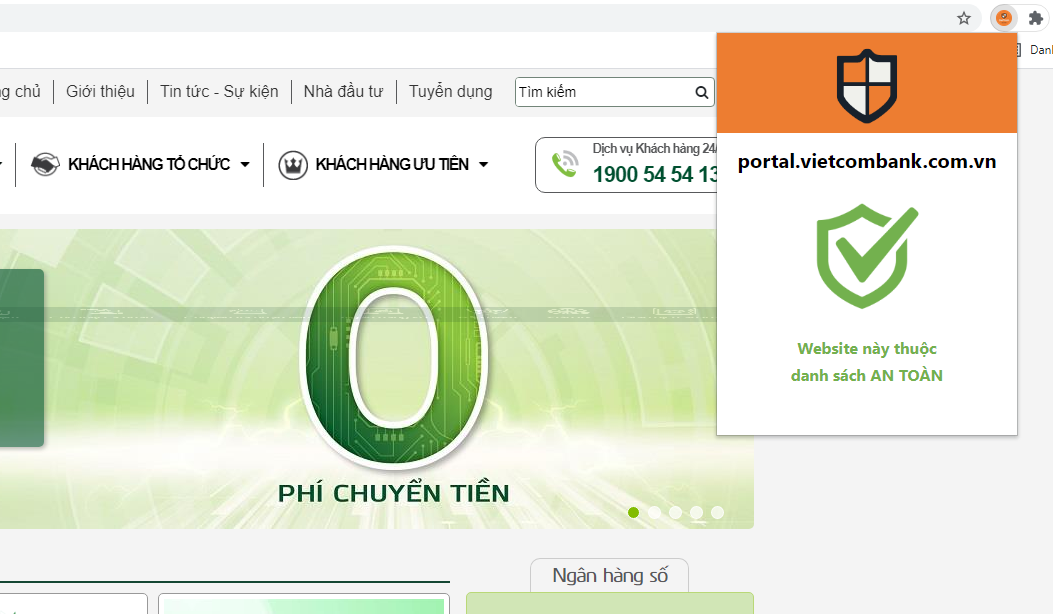 Giới thiệu
Tin tức - Sự kiện
Nhà đầu tư
Tuyển dụng
Tìm kiếm
chủ
KHÁCH HÀNG TỔ CHỨC
KHÁCH HÀNG ƯU TIÊN
Dịch vụ Khách hàng 24/
1900 54 54 13
portal.vietcombank.com.vn
Website này thuộc
danh sách AN TOÀN
0
PHÍ CHUYỂN TIỀN
Ngân hàng số